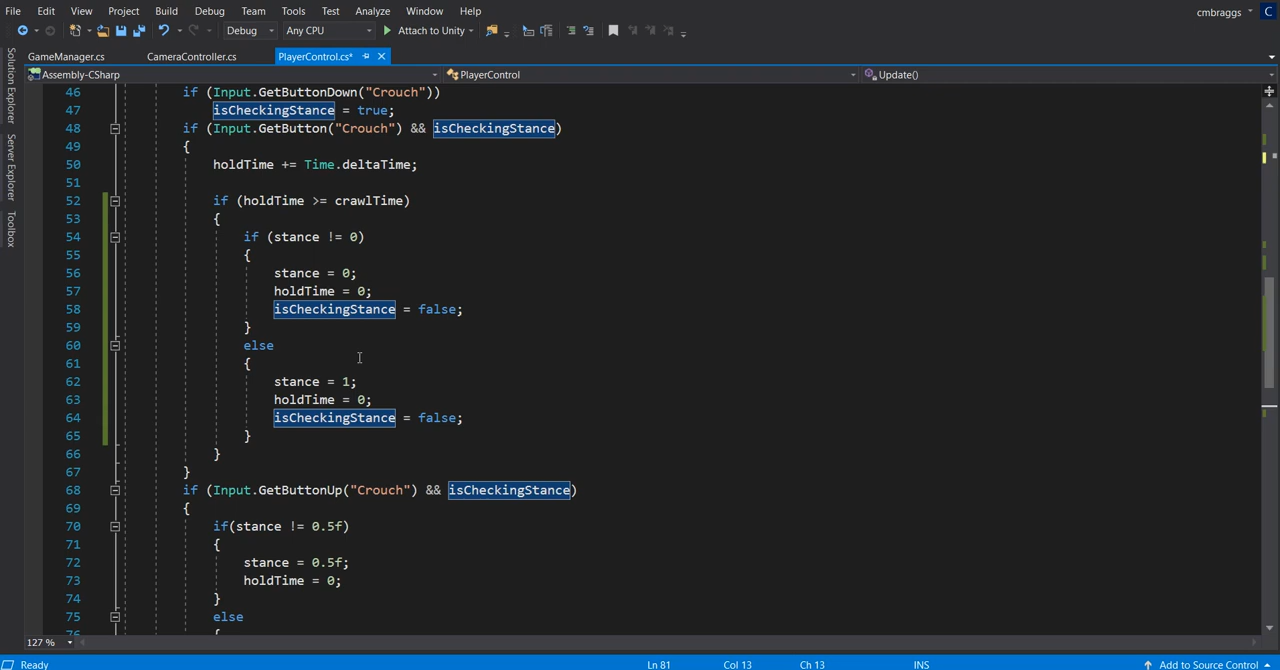 File Edit View Project Build Debug Team Tools Test Analyze Window Help cmbraggs C
Debug Any CPU Attach to Unity
GameManager.cs CameraController.cs PlayerControl.cs*
Assembly-CSharp PlayerControl Update()
Solution Explorer
Server Explorer
Toolbox
46 if (Input.GetButtonDown("Crouch"))
47 isCheckingStance = true;
48 if (Input.GetButton("Crouch") && isCheckingStance)
49 {
50 holdTime += Time.deltaTime;
51
52 if (holdTime >= crawlTime)
53 {
54 if (stance != 0)
55 {
56 stance = 0;
57 holdTime = 0;
58 isCheckingStance = false;
59 }
60 else
61 {
62 stance = 1;
63 holdTime = 0;
64 isCheckingStance = false;
65 }
66 }
67 }
68 if (Input.GetButtonUp("Crouch") && isCheckingStance)
69 {
70 if(stance != 0.5f)
71 {
72 stance = 0.5f;
73 holdTime = 0;
74 }
75 else
76 {
127 %
Ready Ln 81 Col 13 Ch 13 INS Add to Source Control